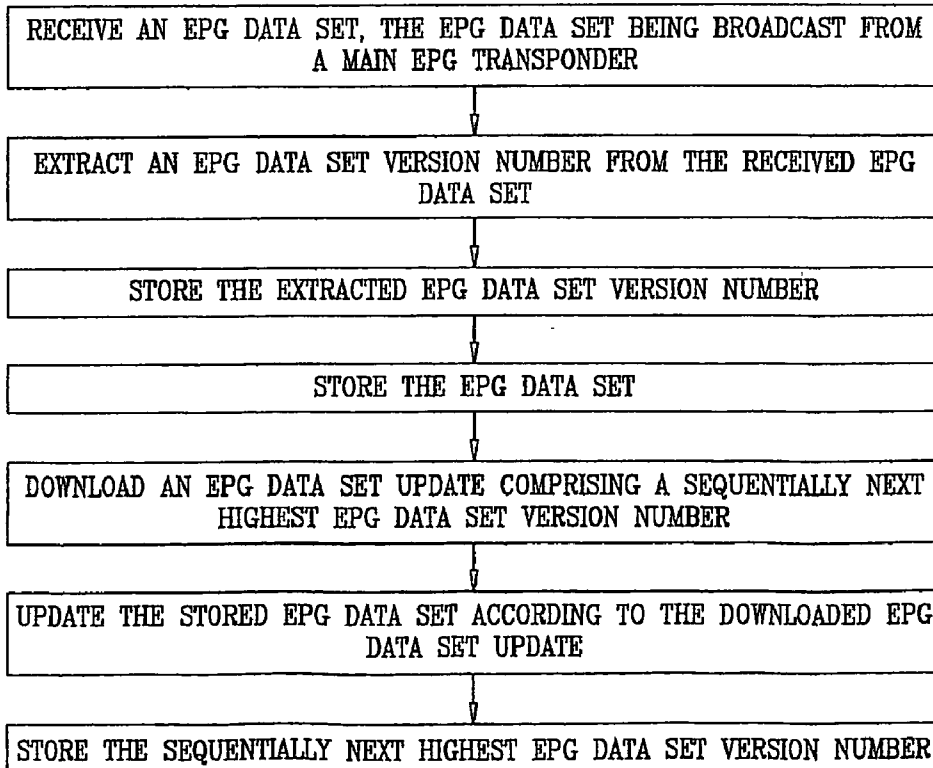 RECEIVE AN EPG DATA SET, THE EPG DATA SET BEING BROADCAST FROM
A MAIN EPG TRANSPONDER
EXTRACT AN EPG DATA SET VERSION NUMBER FROM THE RECEIVED EPG
DATA SET
STORE THE EXTRACTED EPG DATA SET VERSION NUMBER
STORE THE EPG DATA SET
DOWNLOAD AN EPG DATA SET UPDATE COMPRISING A SEQUENTIALLY NEXT
HIGHEST EPG DATA SET VERSION NUMBER
UPDATE THE STORED EPG DATA SET ACCORDING TO THE DOWNLOADED EPG
DATA SET UPDATE
STORE THE SEQUENTIALLY NEXT HIGHEST EPG DATA SET VERSION NUMBER